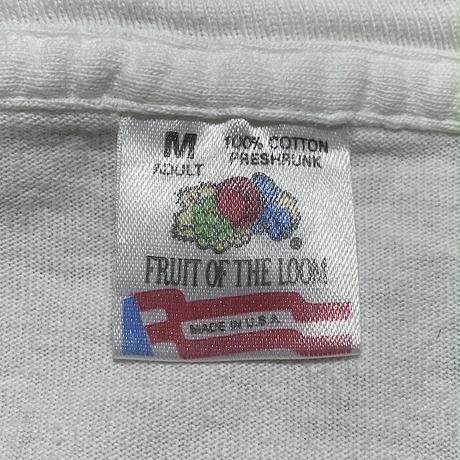 M 100% COTTON
ADULT PRESHRUNK
®
FRUIT OF THE LOOM
MADE IN U.S.A.